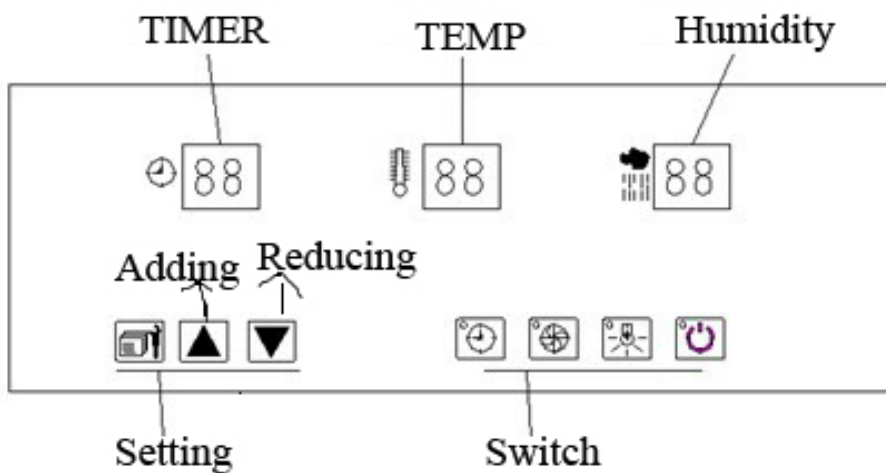 TIMER TEMP Humidity
88 88 88
Adding Reducing
Setting Switch